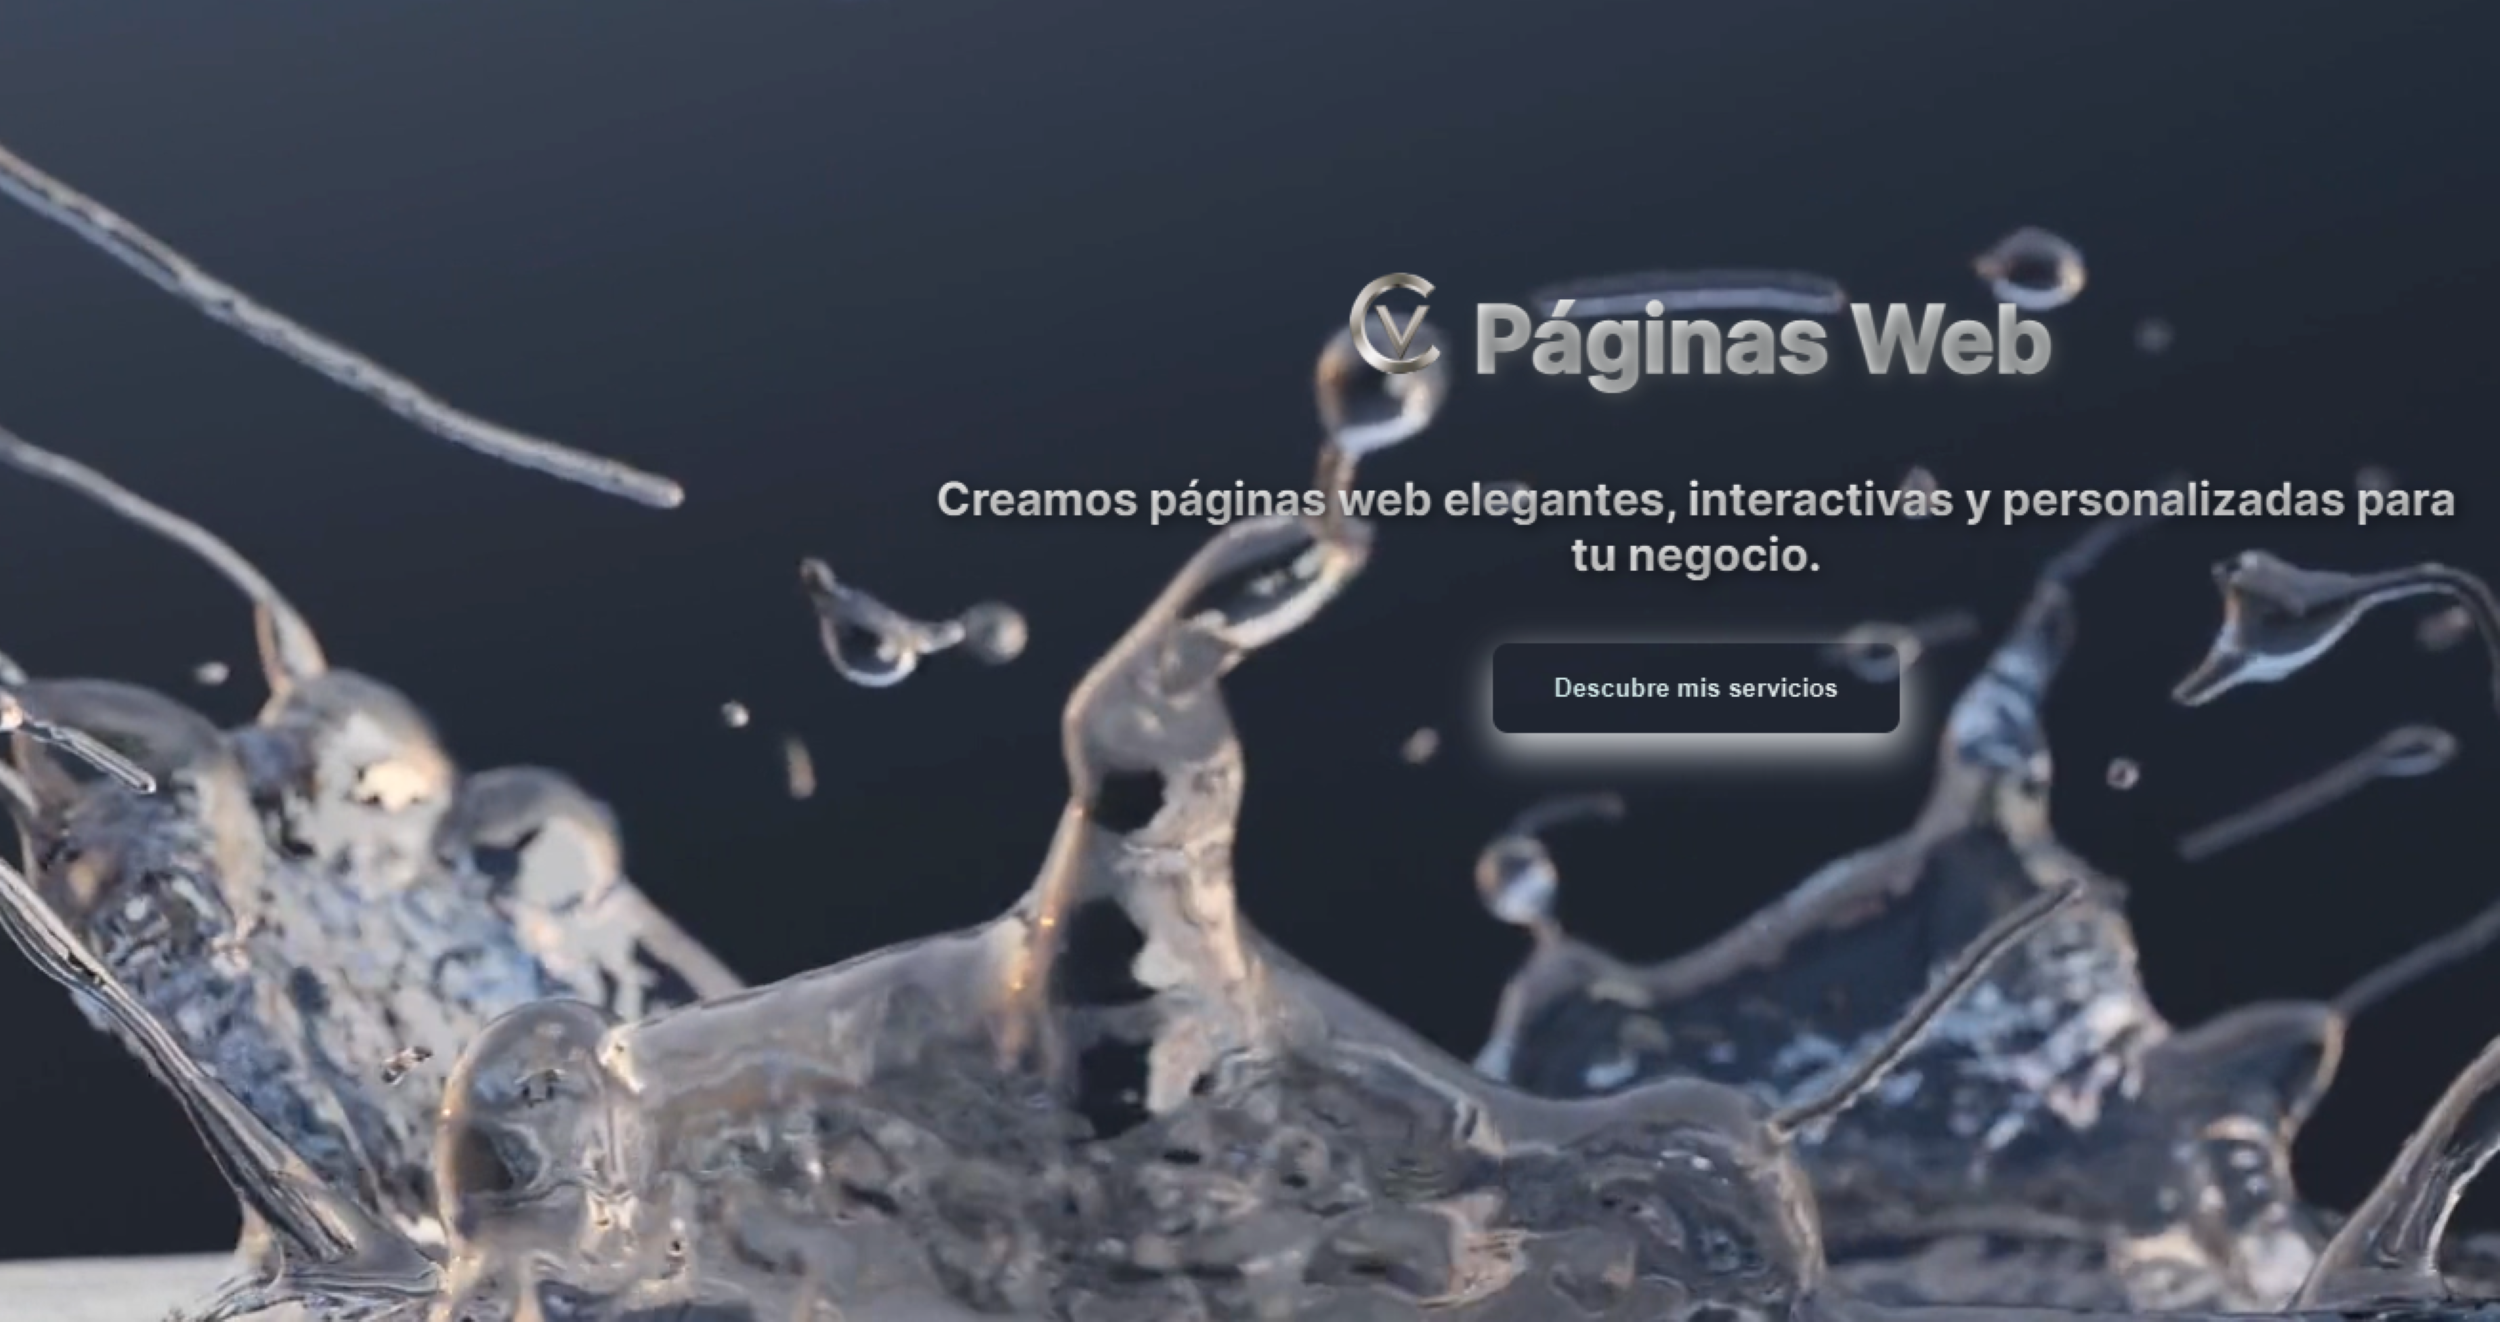 CV Páginas Web
Creamos páginas web elegantes, interactivas y personalizadas para
tu negocio.
Descubre mis servicios